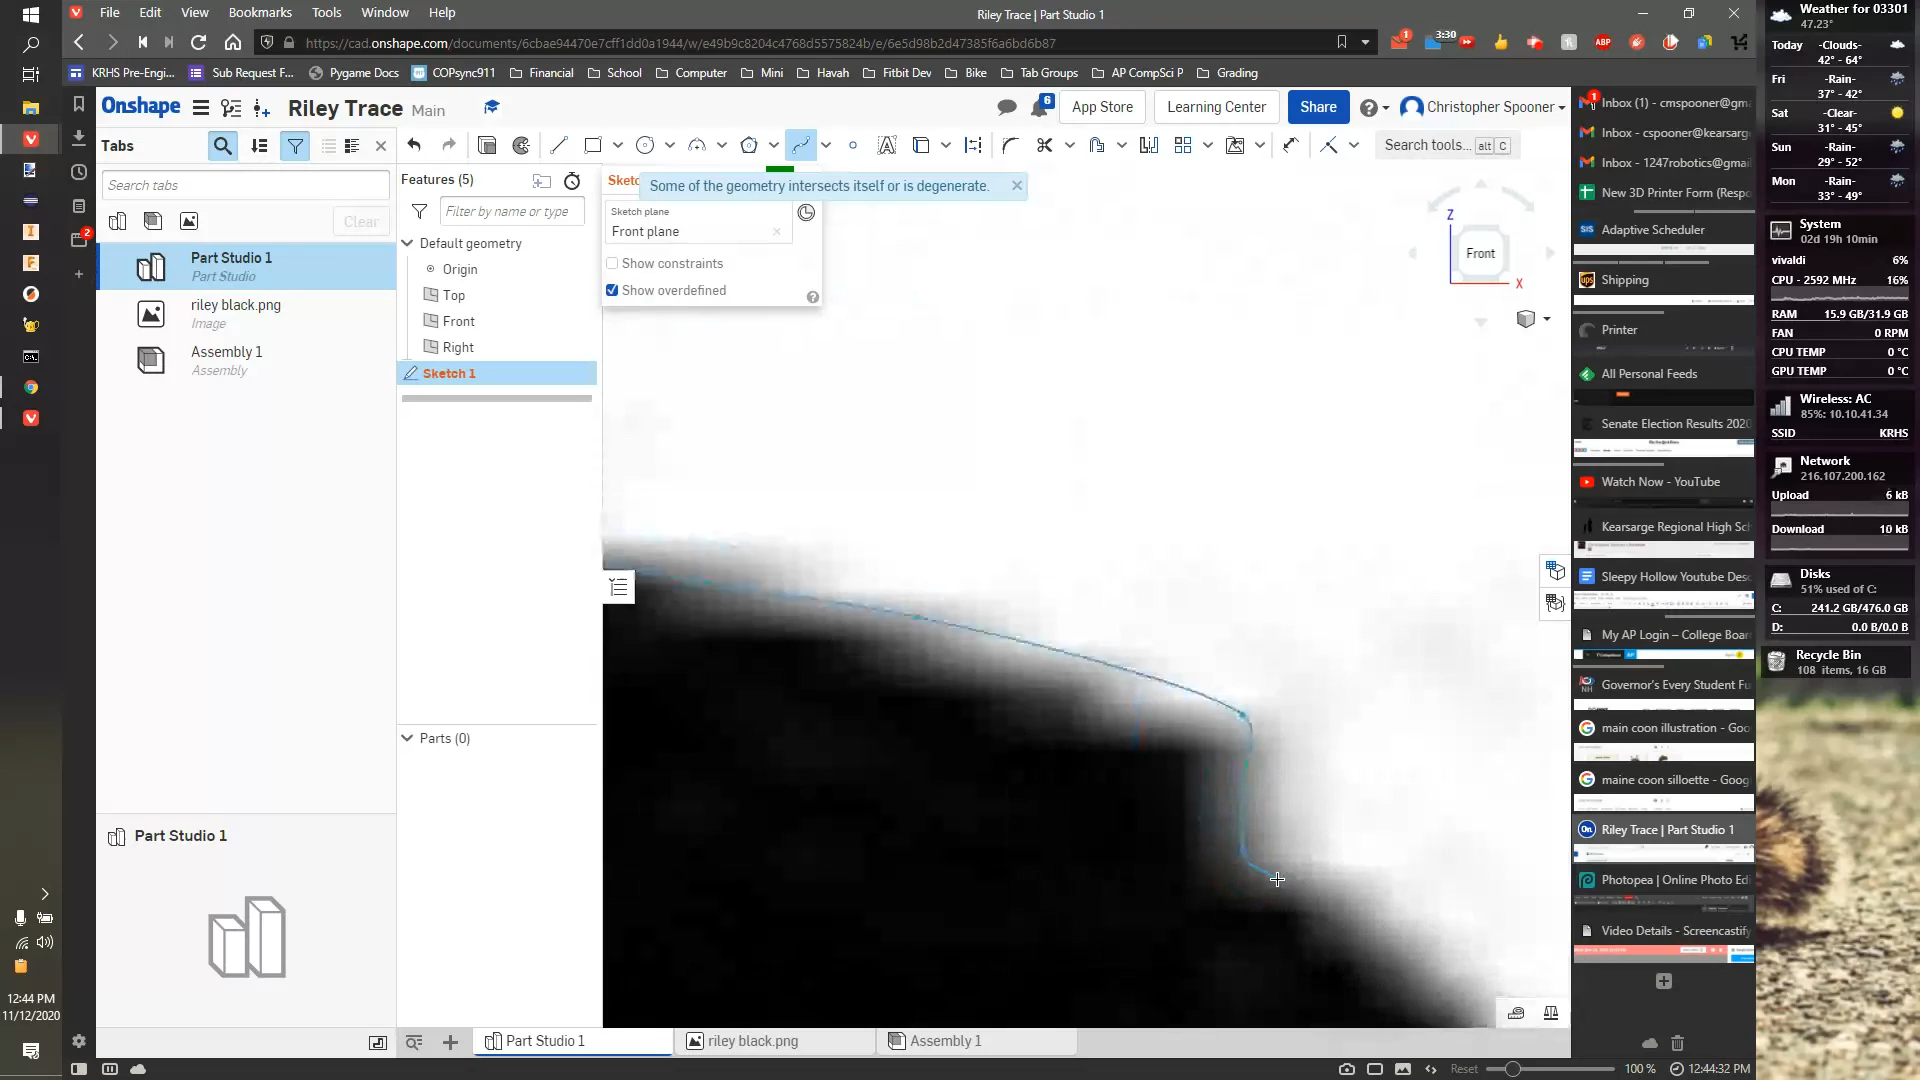 File Edit View Bookmarks Tools Window Help
Riley Trace | Part Studio 1
https://cad.onshape.com/documents/6cbae94470e7cff1dd0a1944/w/e49b9c8204c4768d5575824b/e/6e5d98b2d47385f6a6bd6b87
1 3:30 ABP
KRHS Pre-Engi... Sub Request F... Pygame Docs COPsync911 Financial School Computer Mini Havah Fitbit Dev Bike Tab Groups AP CompSci P Grading
Onshape Riley Trace Main
6 App Store Learning Center Share Christopher Spooner
Tabs
Search tools... alt C
Search tabs
Clear
Part Studio 1
Part Studio
riley black.png
Image
Assembly 1
Assembly
Part Studio 1
Features (5)
Filter by name or type
Default geometry
Origin
Top
Front
Right
Sketch 1
Parts (0)
Sketc
Some of the geometry intersects itself or is degenerate.
Sketch plane
Front plane
Show constraints
Show overdefined
Z
Front
X
Part Studio 1 riley black.png Assembly 1
1 Inbox (1) - cmspooner@gma
Inbox - cspooner@kearsarg
Inbox - 1247robotics@gmai
New 3D Printer Form (Respo
SIS Adaptive Scheduler
ups Shipping
Printer
All Personal Feeds
Senate Election Results 2020
Watch Now - YouTube
Kearsarge Regional High Sch
Sleepy Hollow Youtube Desc
My AP Login – College Boar
Governor's Every Student Fu
main coon illustration - Goo
maine coon silloette - Goog
On Riley Trace | Part Studio 1
Photopea | Online Photo Edi
Video Details - Screencastify
Weather for 03301
47.23°
Today -Clouds-
42° - 64°
Fri -Rain-
37° - 42°
Sat -Clear-
31° - 45°
Sun -Rain-
29° - 52°
Mon -Rain-
33° - 49°
System
02d 19h 10min
vivaldi 6%
CPU - 2592 MHz 16%
RAM 15.9 GB/31.9 GB
FAN 0 RPM
CPU TEMP 0 °C
GPU TEMP 0 °C
Wireless: AC
85%: 10.10.41.34
SSID KRHS
Network
216.107.200.162
Upload 6 kB
Download 10 kB
Disks
51% used of C:
C: 241.2 GB/476.0 GB
D: 0.0 B/0.0 B
Recycle Bin
108 items, 16 GB
2
12:44 PM
11/12/2020
Reset 100 % 12:44:32 PM